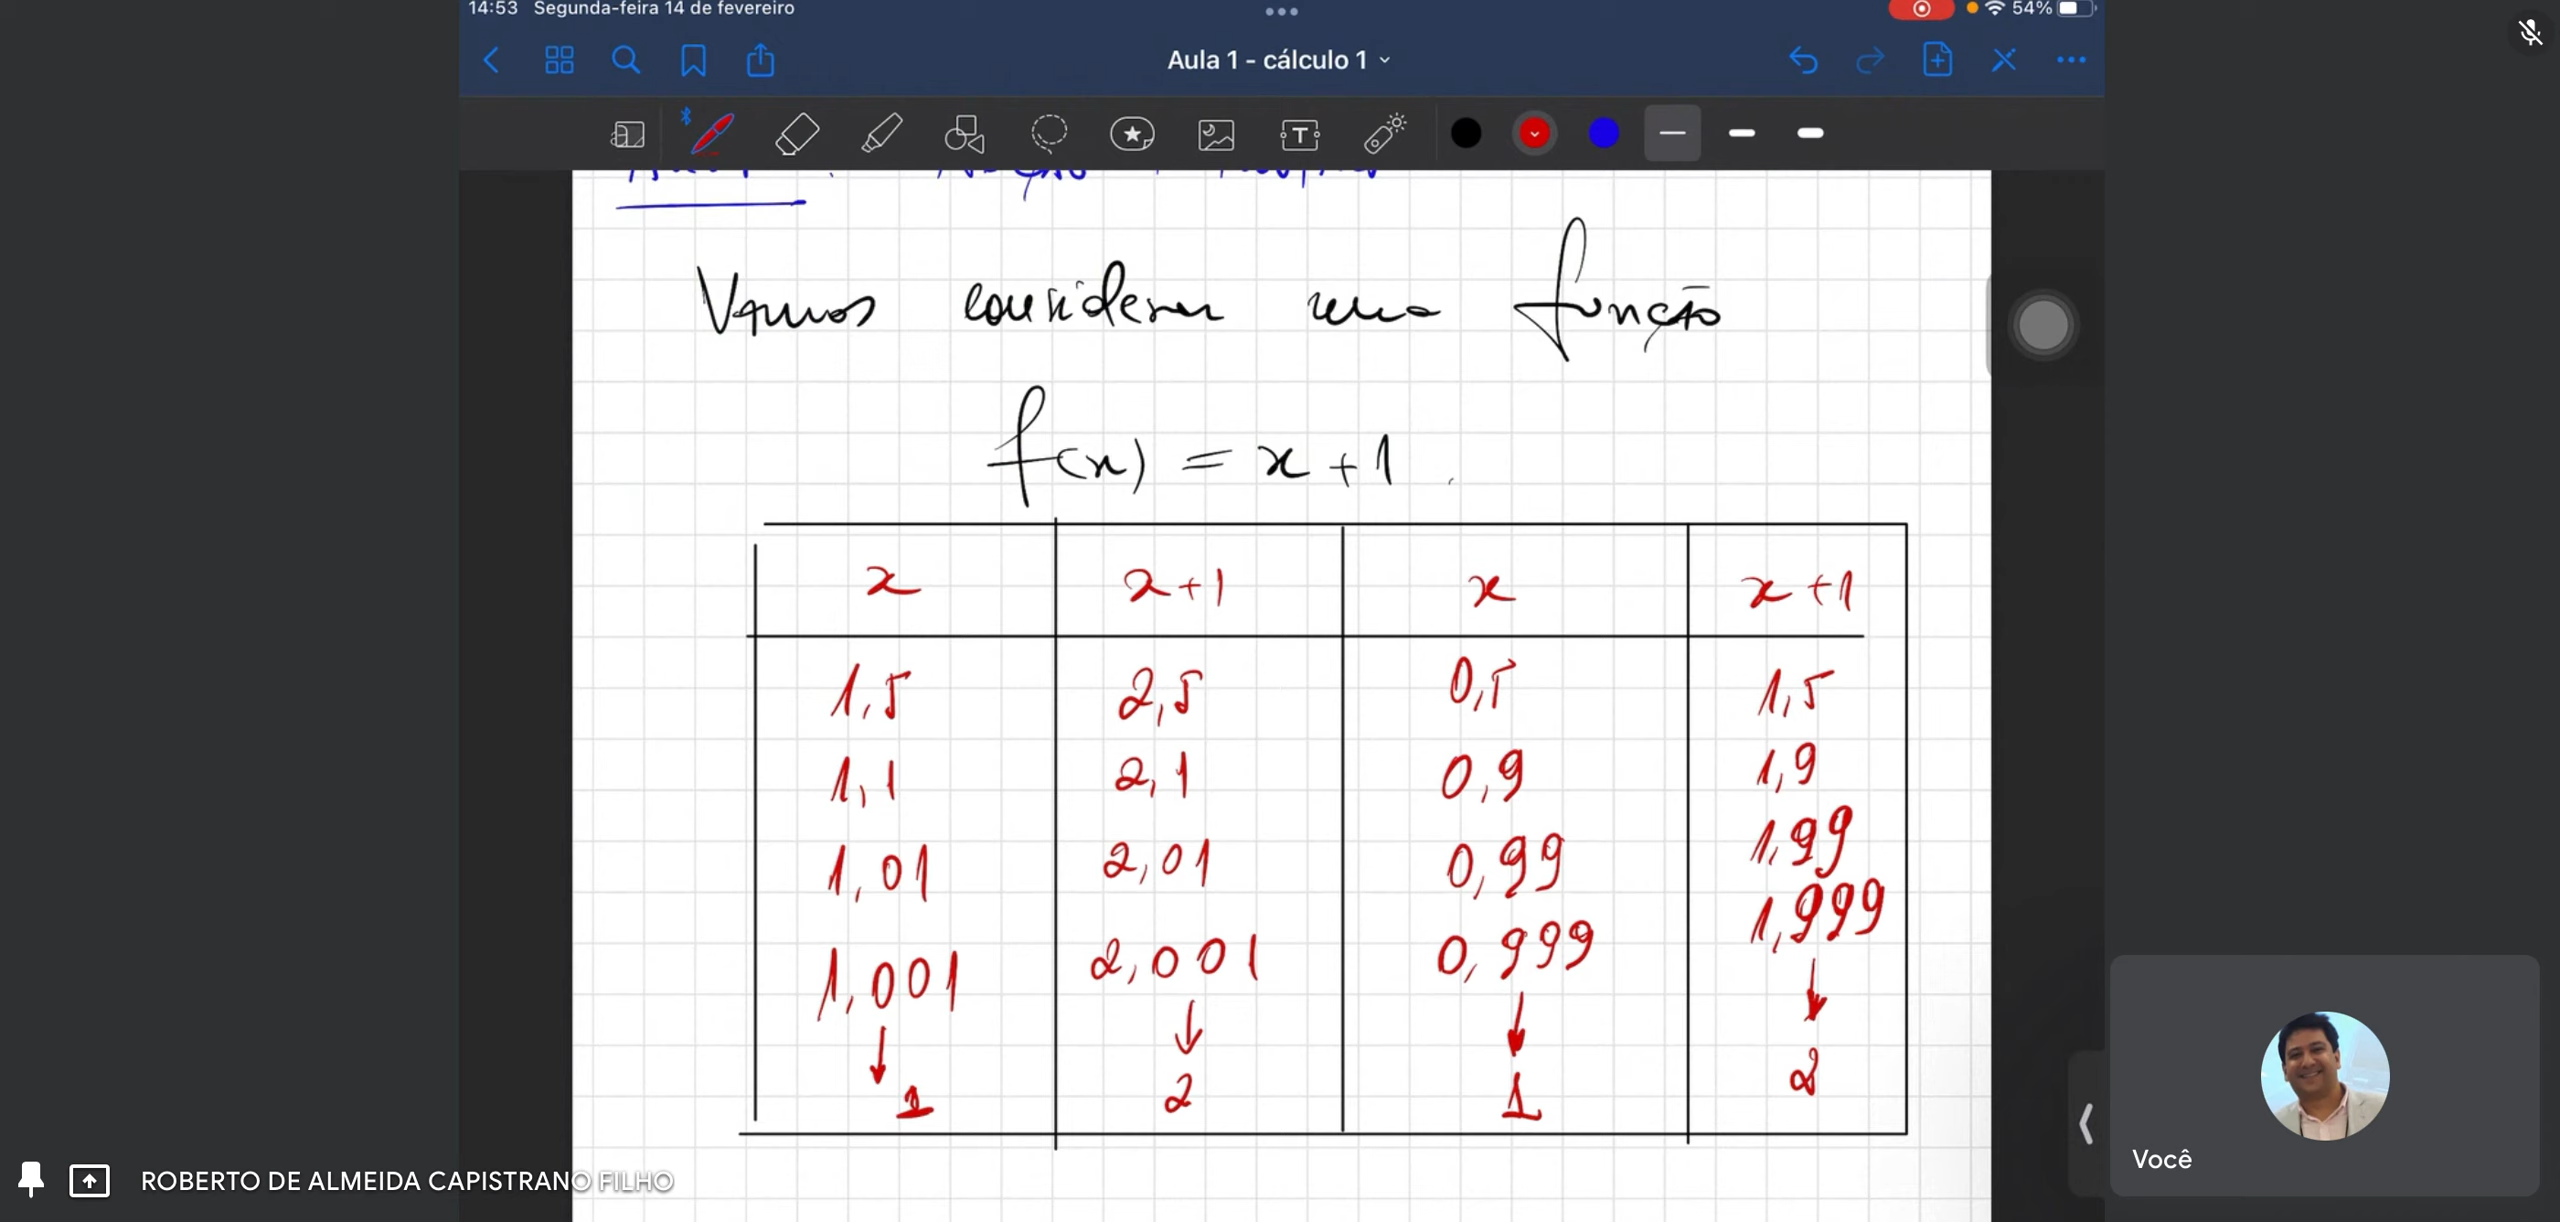 14:53 Segunda-feira 14 de fevereiro
54%
Aula 1 - cálculo 1
Vamos considerar uma função
f(x) = x + 1 .
x x+1 x x+1
1,5 2,5 0,5 1,5
1,1 2,1 0,9 1,9
1,01 2,01 0,99 1,99
1,001 2,001 0,999 1,999
↓ ↓ ↓ ↓
1 2 1 2
ROBERTO DE ALMEIDA CAPISTRANO FILHO
Você